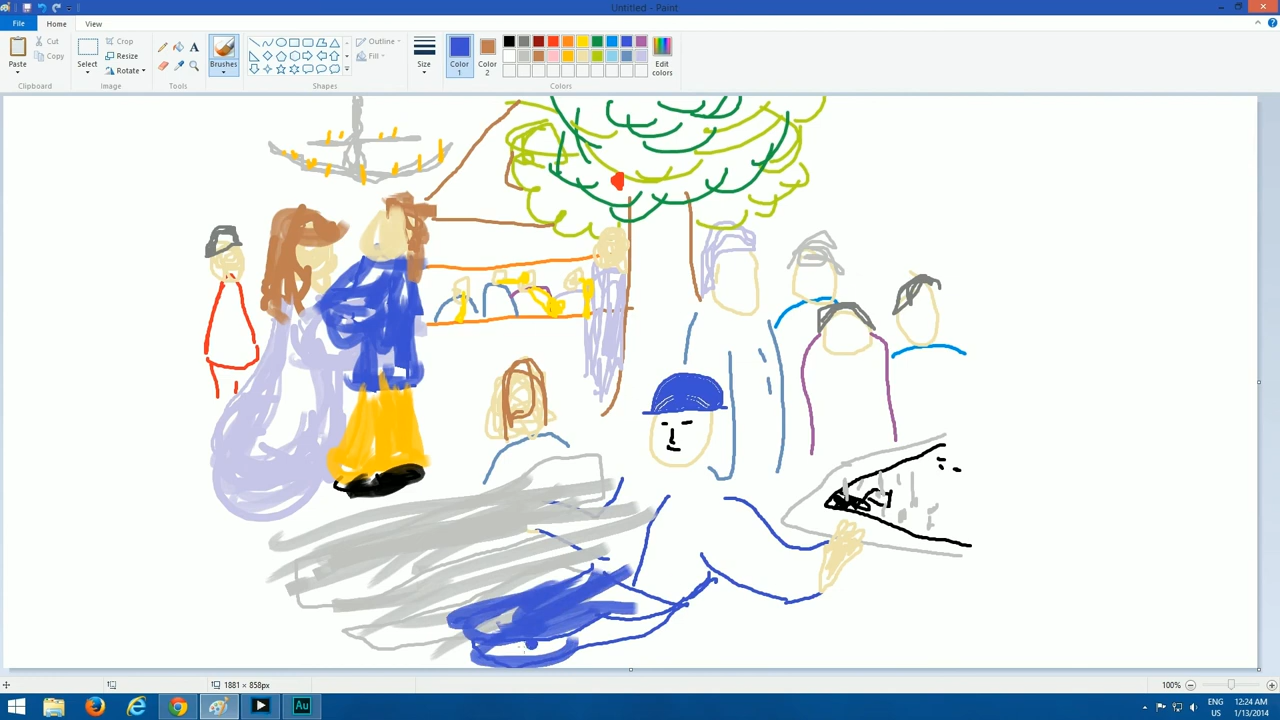 Untitled - Paint
File Home View
Paste
Cut
Copy
Clipboard
Select
Crop
Resize
Rotate
Image
A
Tools
Brushes
Shapes
Outline
Fill
Size
Color
1
Color
2
Edit
colors
Colors
1881 × 858px
100%
Au
ENG
US
12:24 AM
1/13/2014